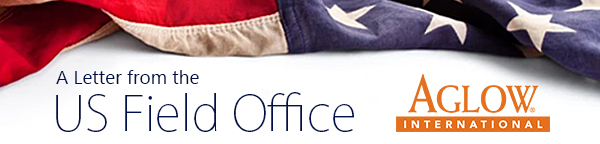 A Letter from the
US Field Office
AGLOW®
INTERNATIONAL